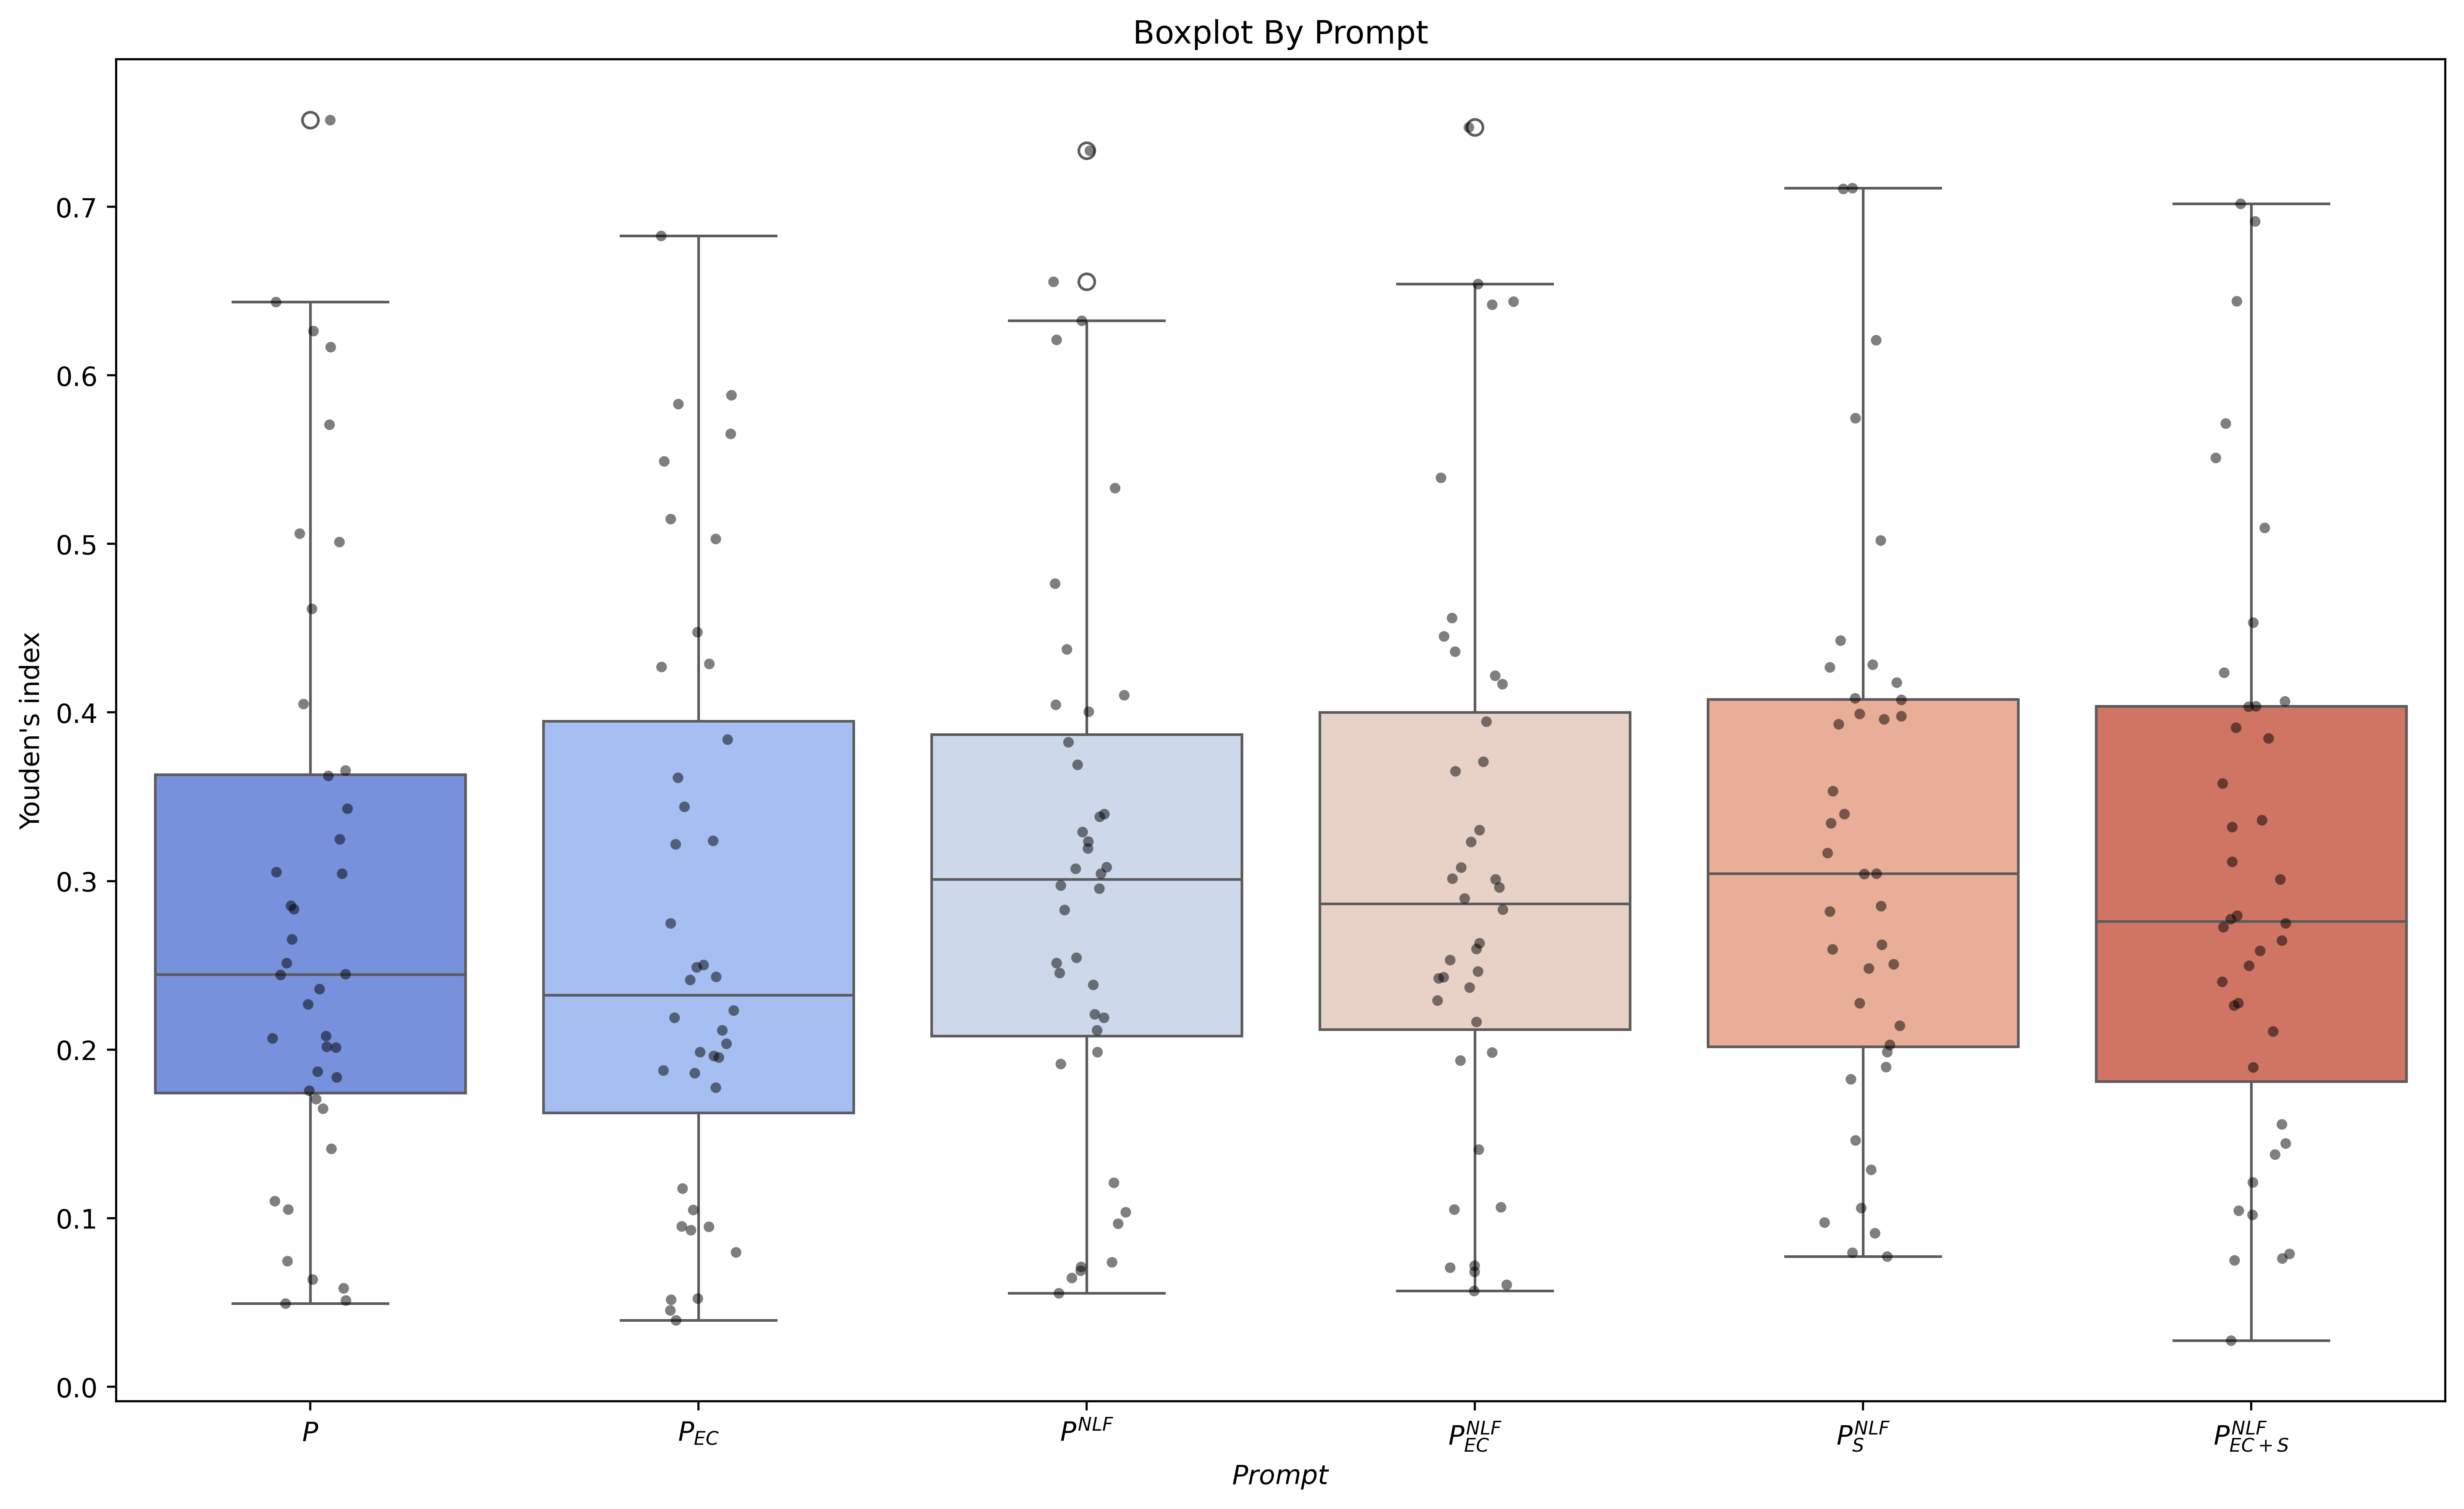 Boxplot By Prompt
Youden's index
0.7
0.6
0.5
0.4
0.3
0.2
0.1
0.0
P
P_EC
P^NLF
P^NLF_EC
P^NLF_S
P^NLF_EC+S
Prompt